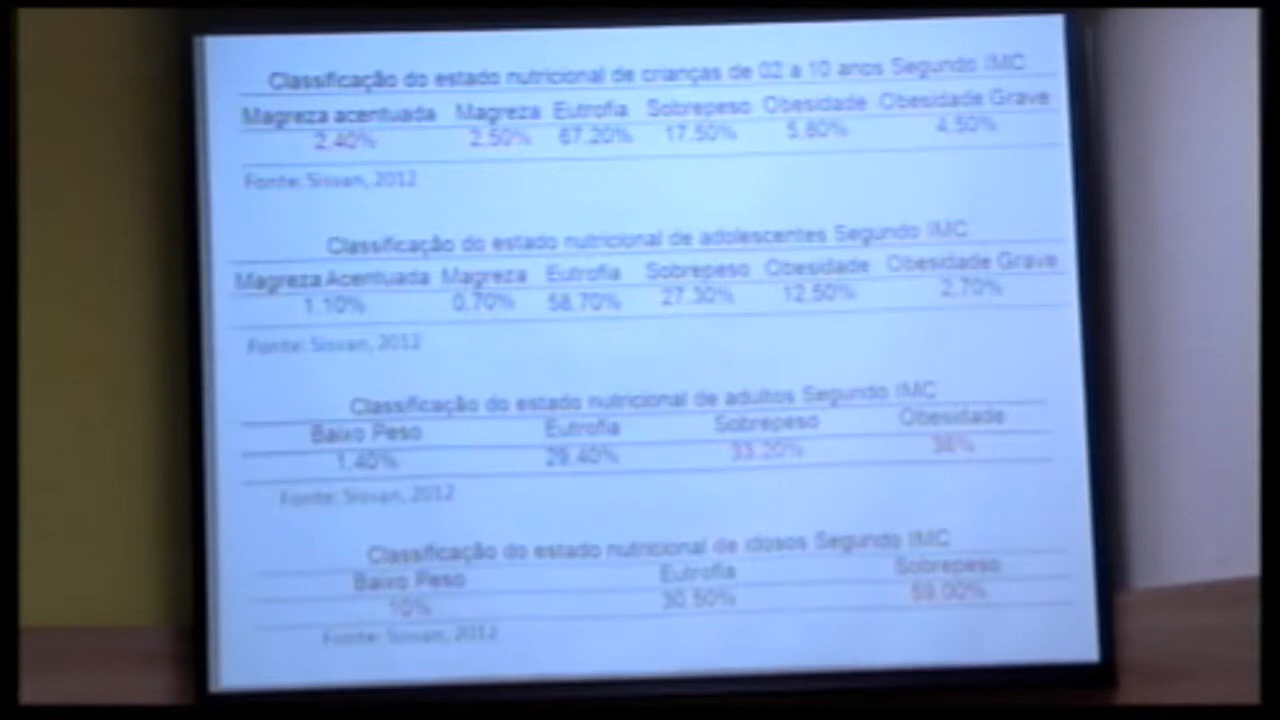 Classificação do estado nutricional de crianças de 02 a 10 anos Segundo IMC
Magreza acentuada Magreza Eutrofia Sobrepeso Obesidade Obesidade Grave
2.40% 2.50% 67.20% 17.50% 5.80% 4.50%
Fonte: Sisvan, 2012
Classificação do estado nutricional de adolescentes Segundo IMC
Magreza Acentuada Magreza Eutrofia Sobrepeso Obesidade Obesidade Grave
1.10% 0.70% 58.70% 27.30% 12.50% 2.70%
Fonte: Sisvan, 2012
Classificação do estado nutricional de adultos Segundo IMC
Baixo Peso Eutrofia Sobrepeso Obesidade
1.40% 29.40% 33.20% 36%
Fonte: Sisvan, 2012
Classificação do estado nutricional de idosos Segundo IMC
Baixo Peso Eutrofia Sobrepeso
10% 30.50%
Fonte: Sisvan, 2012